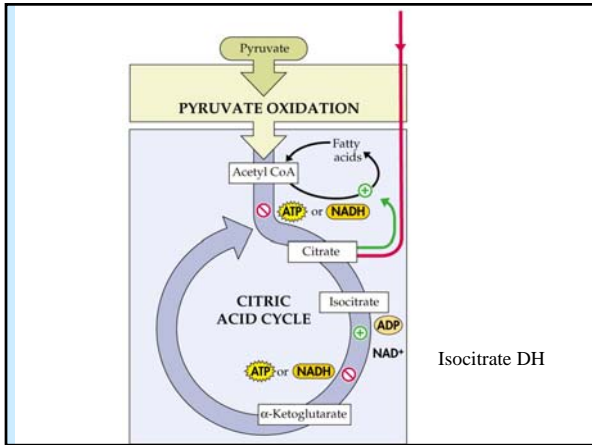 Pyruvate
PYRUVATE OXIDATION
Fatty
acids
Acetyl CoA
+
ATP or NADH
Citrate
CITRIC
ACID CYCLE
Isocitrate
+
ADP
NAD⁺
Isocitrate DH
ATP or NADH
α-Ketoglutarate